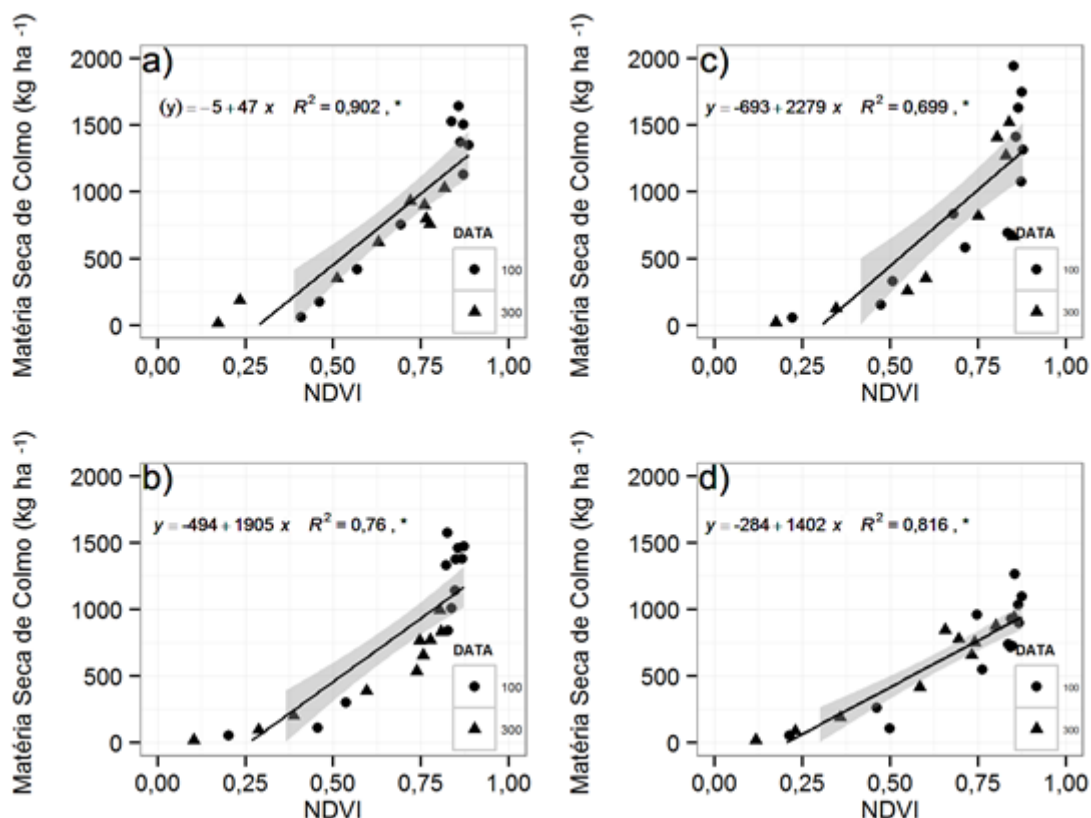 a)
(y) = −5 + 47 x R² = 0,902 , *
Matéria Seca de Colmo (kg ha ⁻¹)
2000
1500
1000
500
0
DATA
100
300
0,00 0,25 0,50 0,75 1,00
NDVI
c)
y = -693 + 2279 x R² = 0,699 , *
Matéria Seca de Colmo (kg ha ⁻¹)
2000
1500
1000
500
0
DATA
100
300
0,00 0,25 0,50 0,75 1,00
NDVI
b)
y = -494 + 1905 x R² = 0,76 , *
Matéria Seca de Colmo (kg ha ⁻¹)
2000
1500
1000
500
0
DATA
100
300
0,00 0,25 0,50 0,75 1,00
NDVI
d)
y = -284 + 1402 x R² = 0,816 , *
Matéria Seca de Colmo (kg ha ⁻¹)
2000
1500
1000
500
0
DATA
100
300
0,00 0,25 0,50 0,75 1,00
NDVI